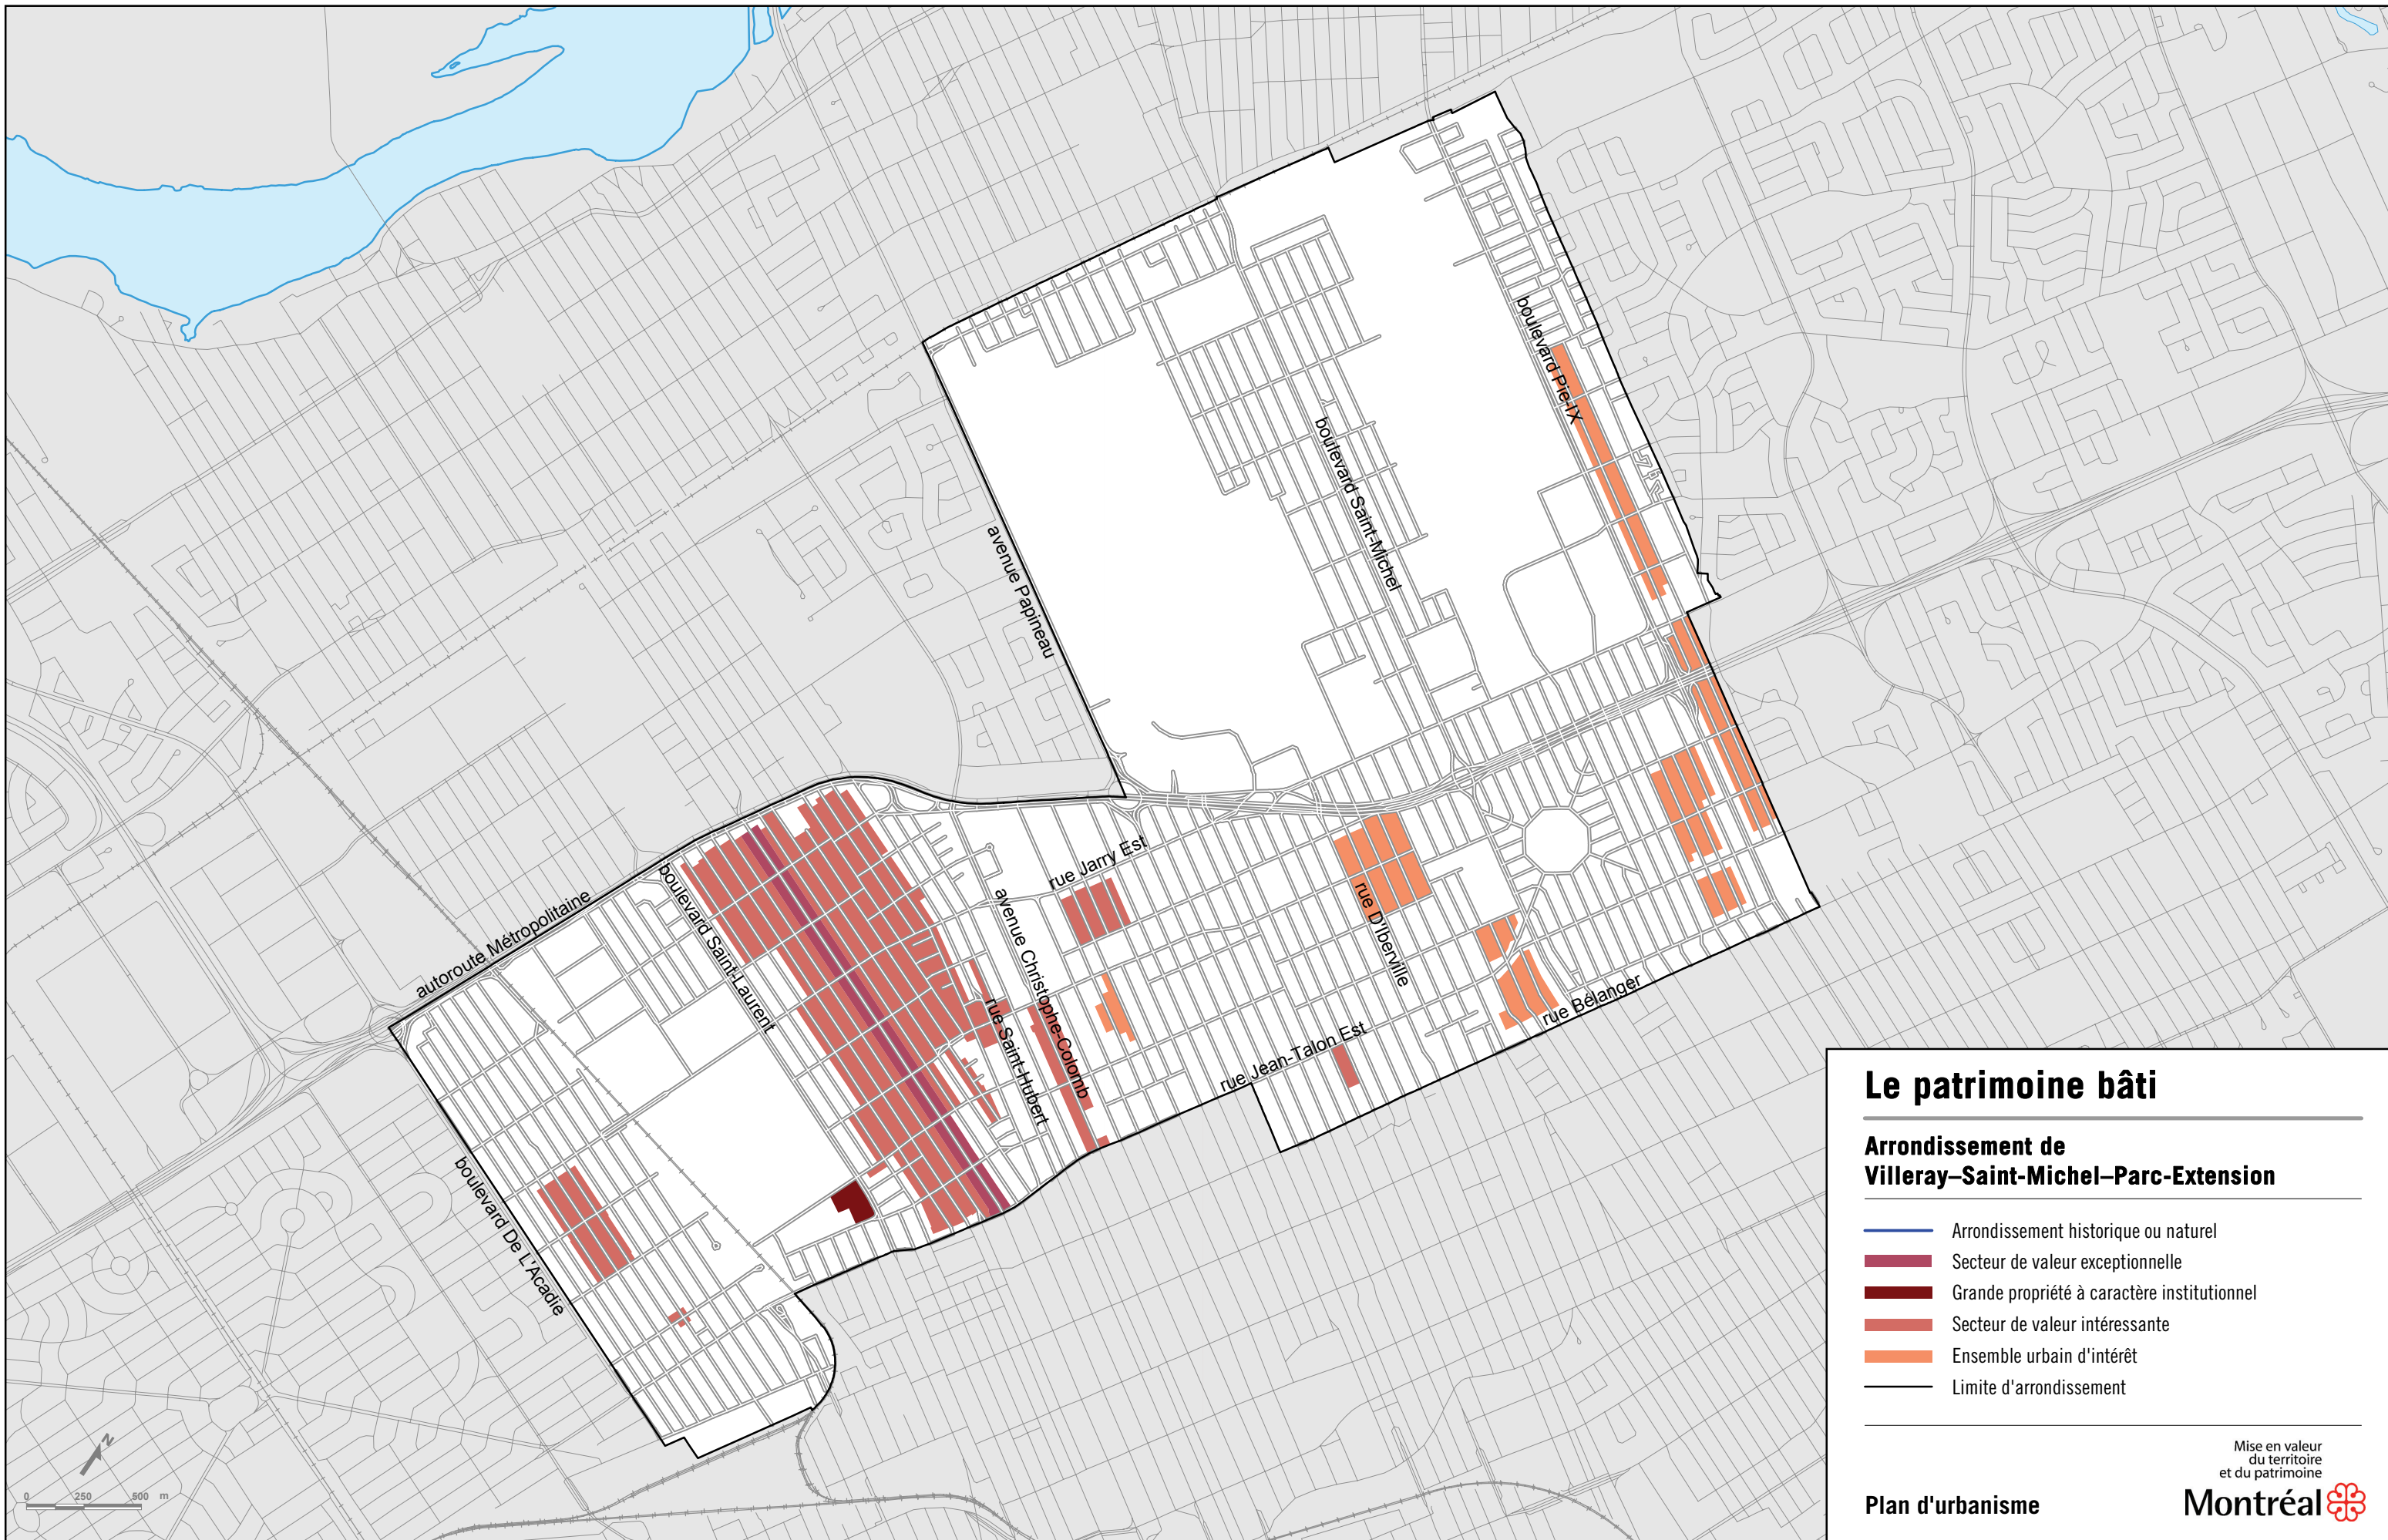 boulevard Pie-IX
boulevard Saint-Michel
avenue Papineau
rue Jarry Est
autoroute Métropolitaine
boulevard Saint-Laurent
avenue Christophe-Colomb
rue D'Iberville
rue Saint-Hubert
rue Bélanger
rue Jean-Talon Est
boulevard De L'Acadie
N
0 250 500 m
Le patrimoine bâti
Arrondissement de
Villeray–Saint-Michel–Parc-Extension
Arrondissement historique ou naturel
Secteur de valeur exceptionnelle
Grande propriété à caractère institutionnel
Secteur de valeur intéressante
Ensemble urbain d'intérêt
Limite d'arrondissement
Mise en valeur
du territoire
et du patrimoine
Plan d'urbanisme
Montréal